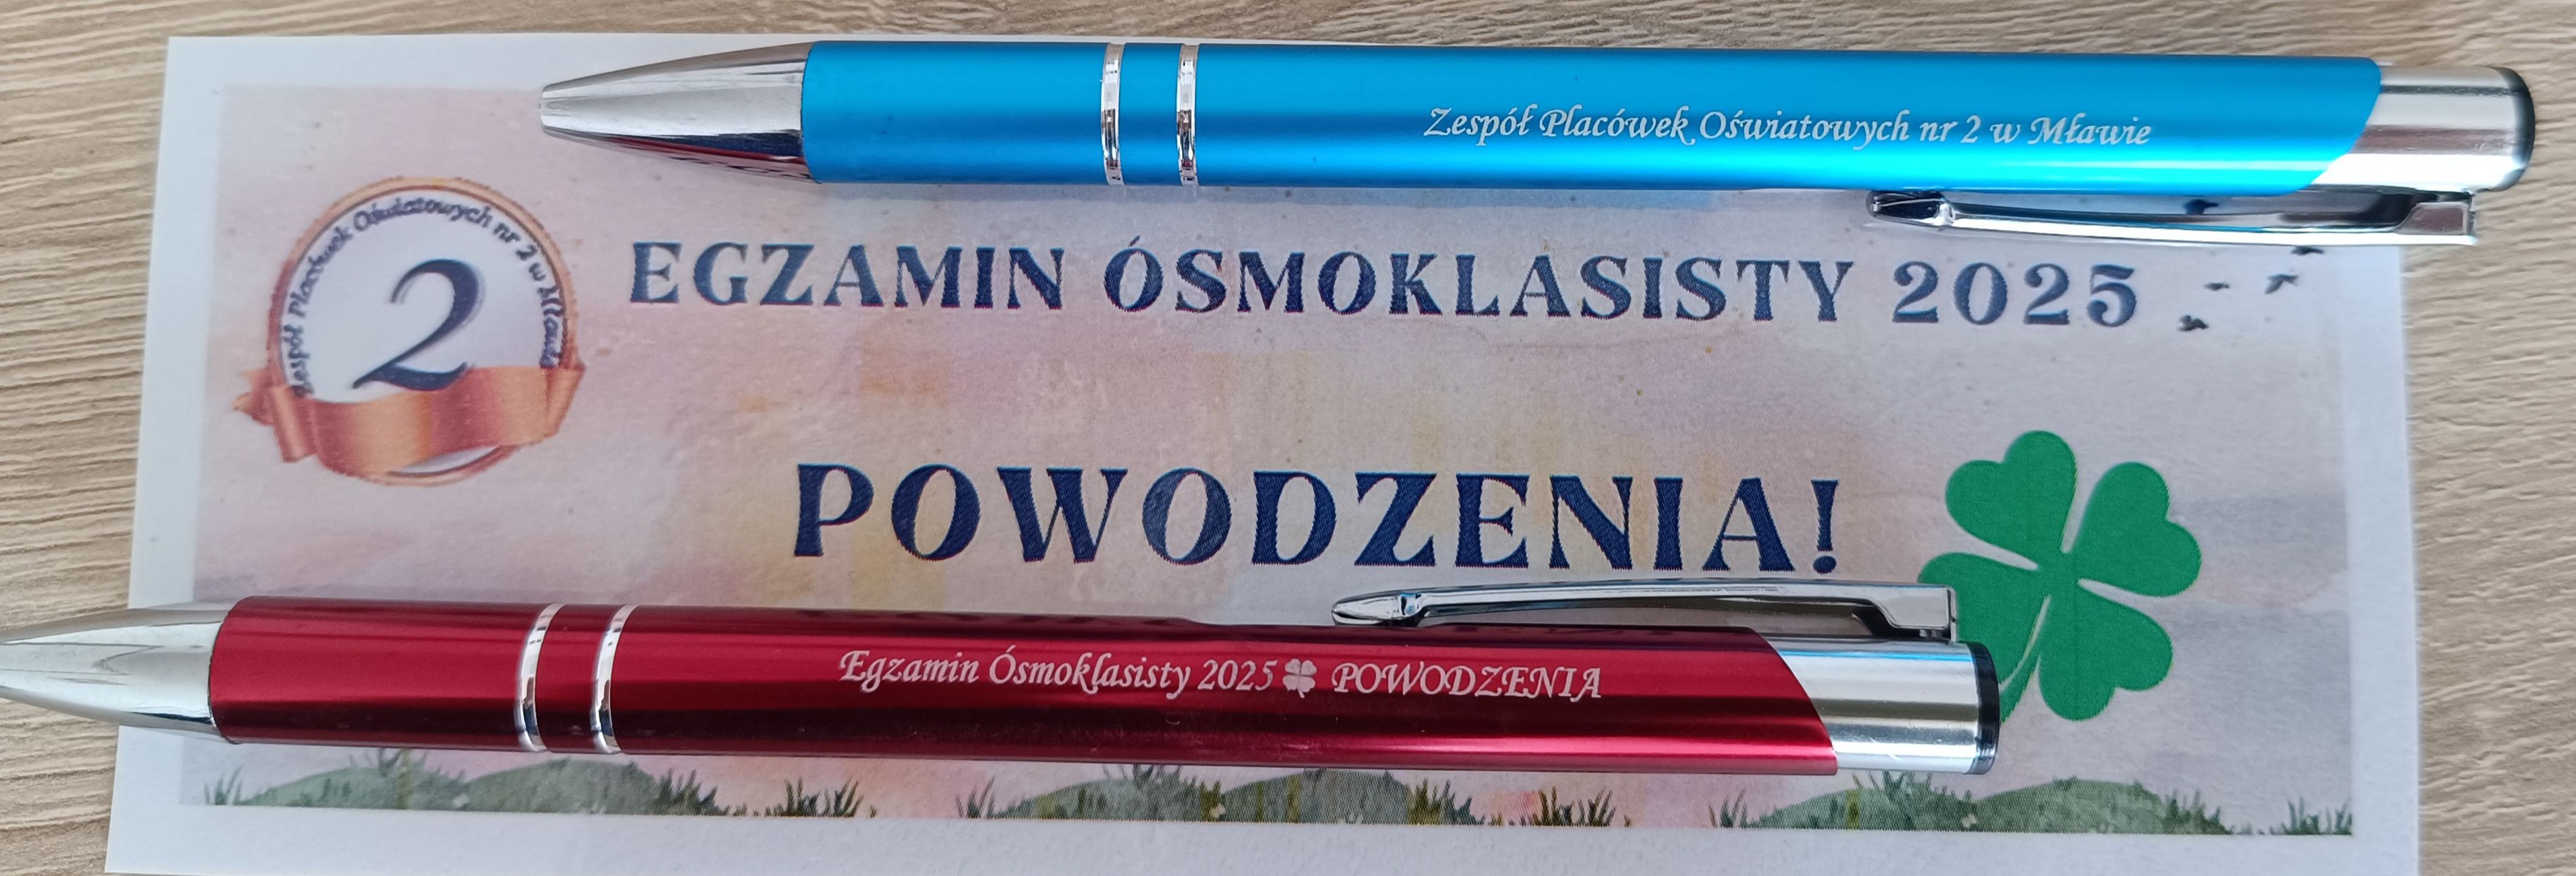 Zespół Placówek Oświatowych nr 2 w Mławie
Zespół Placówek Oświatowych nr 2 w Mławie
2
EGZAMIN ÓSMOKLASISTY 2025
POWODZENIA!
Egzamin Ósmoklasisty 2025 POWODZENIA